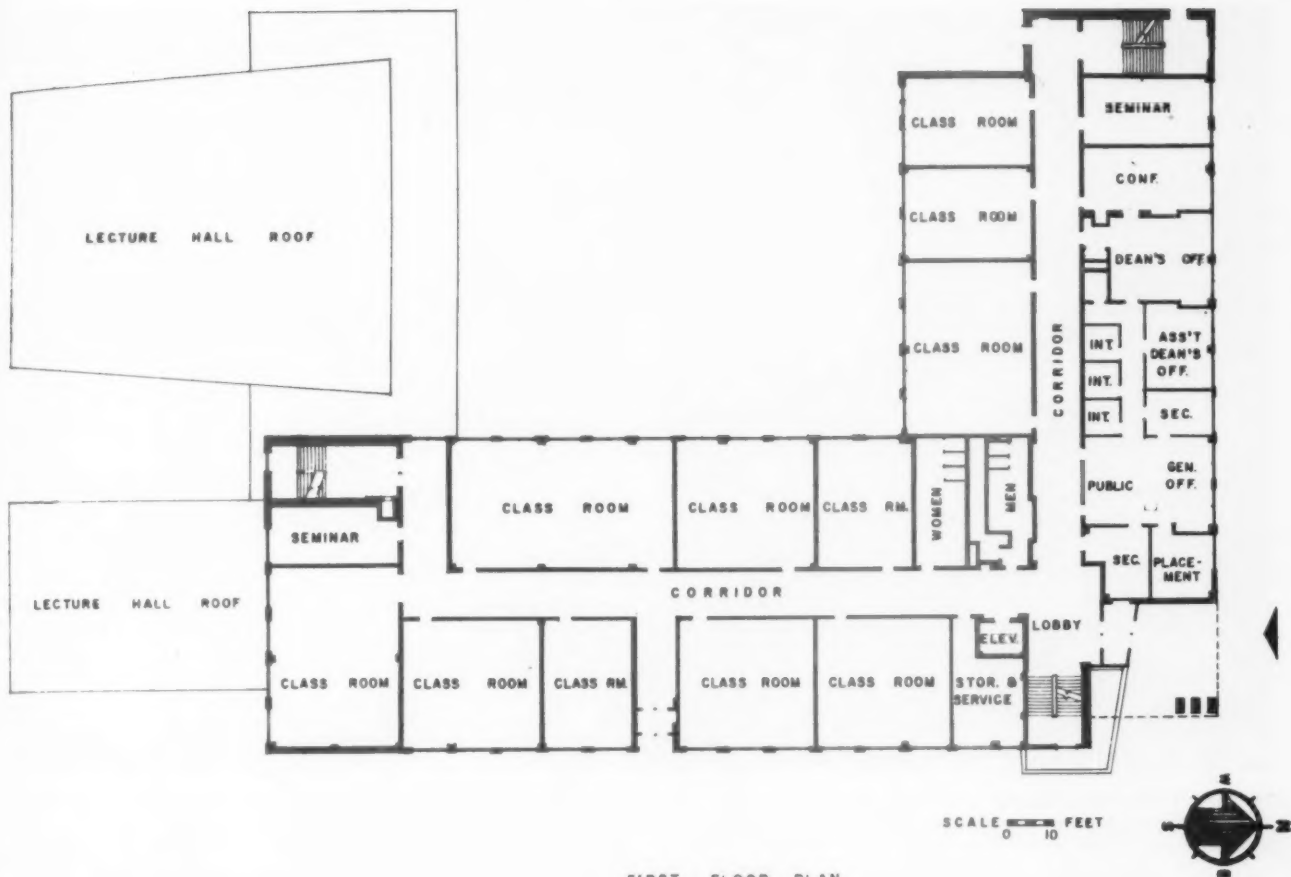 SEMINAR
CLASS ROOM
CONF.
CLASS ROOM
LECTURE HALL ROOF
DEAN'S OFF.
CORRIDOR
CLASS ROOM
INT.
ASS'T
DEAN'S
OFF.
INT.
INT.
SEC.
PUBLIC
GEN.
OFF.
CLASS ROOM
CLASS ROOM
CLASS RM.
WOMEN
MEN
SEMINAR
SEC.
PLACE-
MENT
LECTURE HALL ROOF
CORRIDOR
LOBBY
ELEV.
CLASS ROOM
CLASS ROOM
CLASS RM.
CLASS ROOM
CLASS ROOM
STOR. &
SERVICE
SCALE 0 10 FEET
S N
FIRST FLOOR PLAN